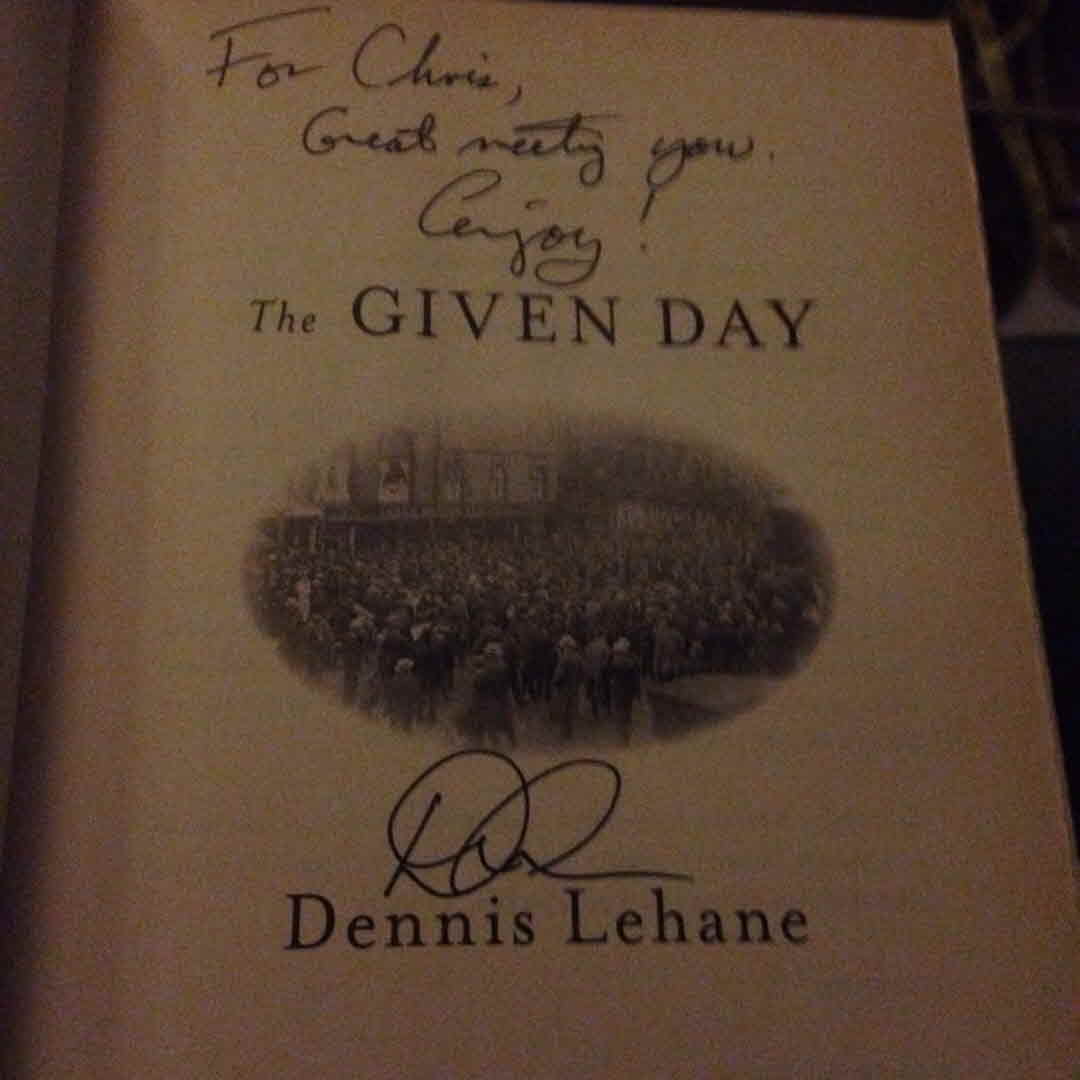 For Chris,
Great meeting you.
Enjoy!
The GIVEN DAY
Dennis Lehane